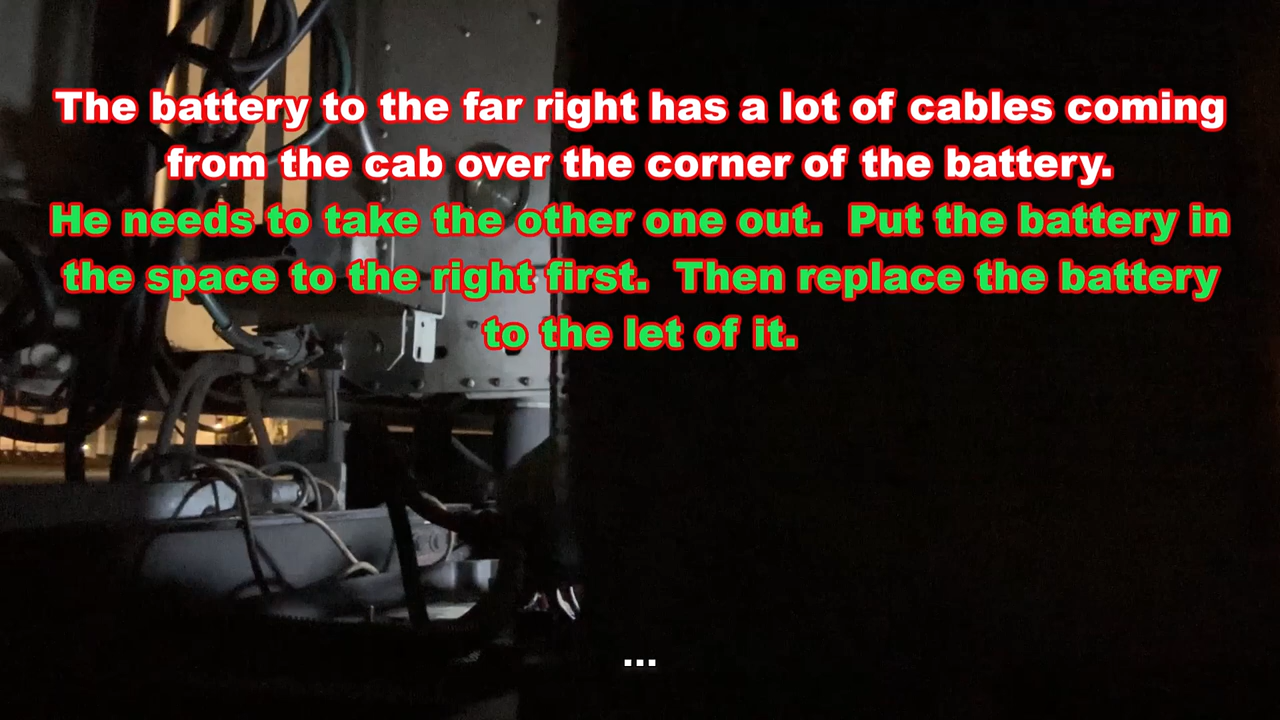 The battery to the far right has a lot of cables coming
from the cab over the corner of the battery.
He needs to take the other one out.  Put the battery in
the space to the right first.  Then replace the battery
to the let of it.
...